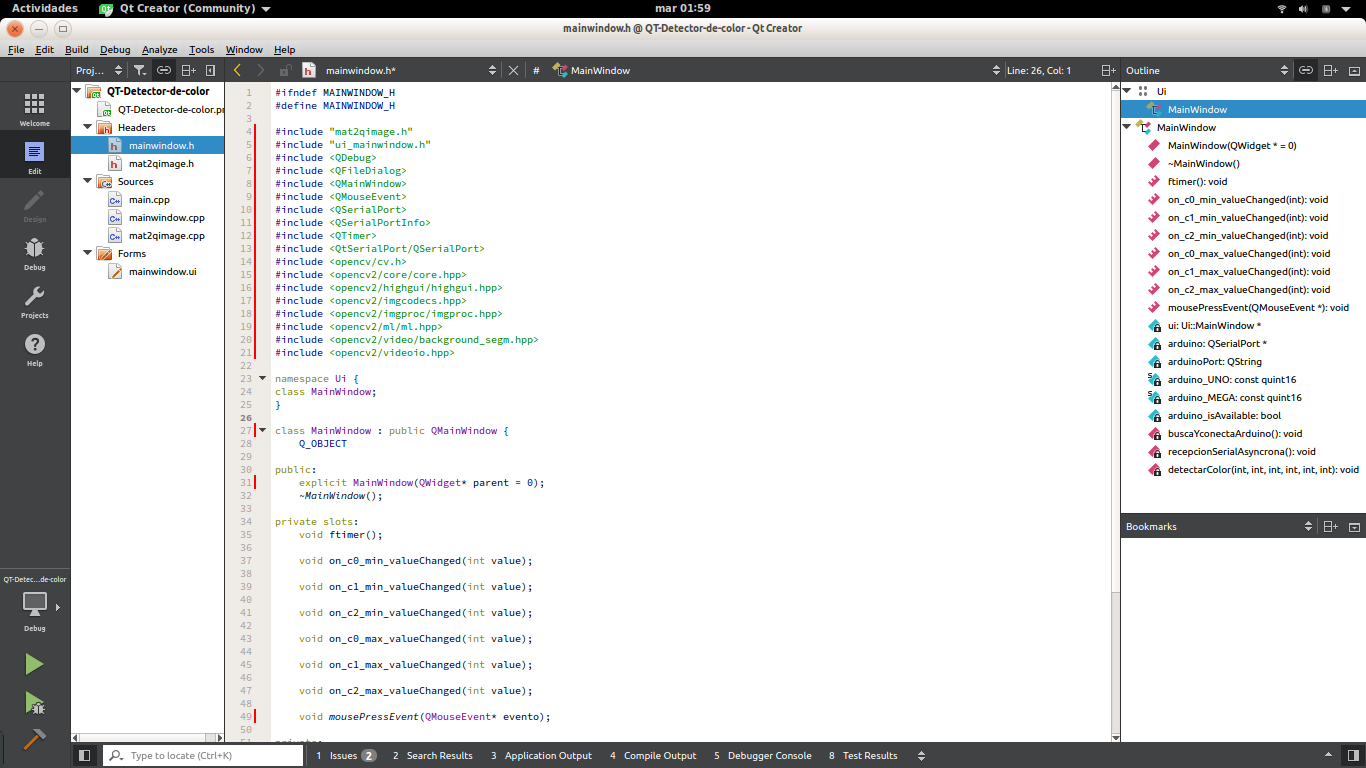 Actividades Qt Creator (Community) mar 01:59
mainwindow.h @ QT-Detector-de-color - Qt Creator
File Edit Build Debug Analyze Tools Window Help
Proj... mainwindow.h* # MainWindow Line: 26, Col: 1 Outline
Welcome
Edit
Design
Debug
Projects
Help
QT-Detec...de-color
Debug
QT-Detector-de-color
QT-Detector-de-color.pr
Headers
mainwindow.h
mat2qimage.h
Sources
main.cpp
mainwindow.cpp
mat2qimage.cpp
Forms
mainwindow.ui
1 #ifndef MAINWINDOW_H
2 #define MAINWINDOW_H
3
4 #include "mat2qimage.h"
5 #include "ui_mainwindow.h"
6 #include <QDebug>
7 #include <QFileDialog>
8 #include <QMainWindow>
9 #include <QMouseEvent>
10 #include <QSerialPort>
11 #include <QSerialPortInfo>
12 #include <QTimer>
13 #include <QtSerialPort/QSerialPort>
14 #include <opencv/cv.h>
15 #include <opencv2/core/core.hpp>
16 #include <opencv2/highgui/highgui.hpp>
17 #include <opencv2/imgcodecs.hpp>
18 #include <opencv2/imgproc/imgproc.hpp>
19 #include <opencv2/ml/ml.hpp>
20 #include <opencv2/video/background_segm.hpp>
21 #include <opencv2/videoio.hpp>
22
23 namespace Ui {
24 class MainWindow;
25 }
26
27 class MainWindow : public QMainWindow {
28 Q_OBJECT
29
30 public:
31 explicit MainWindow(QWidget* parent = 0);
32 ~MainWindow();
33
34 private slots:
35 void ftimer();
36
37 void on_c0_min_valueChanged(int value);
38
39 void on_c1_min_valueChanged(int value);
40
41 void on_c2_min_valueChanged(int value);
42
43 void on_c0_max_valueChanged(int value);
44
45 void on_c1_max_valueChanged(int value);
46
47 void on_c2_max_valueChanged(int value);
48
49 void mousePressEvent(QMouseEvent* evento);
50
51 private:
Ui
MainWindow
MainWindow
MainWindow(QWidget * = 0)
~MainWindow()
ftimer(): void
on_c0_min_valueChanged(int): void
on_c1_min_valueChanged(int): void
on_c2_min_valueChanged(int): void
on_c0_max_valueChanged(int): void
on_c1_max_valueChanged(int): void
on_c2_max_valueChanged(int): void
mousePressEvent(QMouseEvent *): void
ui: Ui::MainWindow *
arduino: QSerialPort *
arduinoPort: QString
arduino_UNO: const quint16
arduino_MEGA: const quint16
arduino_isAvailable: bool
buscaYconectaArduino(): void
recepcionSerialAsyncrona(): void
detectarColor(int, int, int, int, int, int): void
Bookmarks
Type to locate (Ctrl+K) 1 Issues 2 2 Search Results 3 Application Output 4 Compile Output 5 Debugger Console 8 Test Results